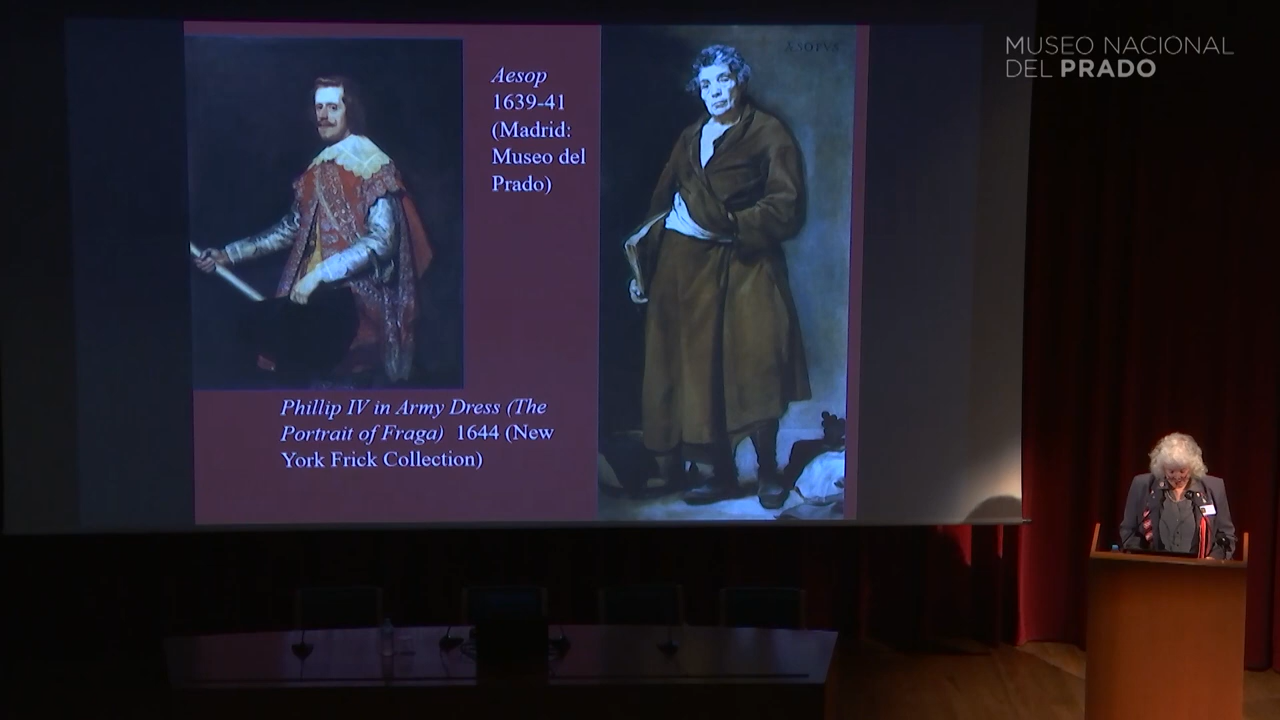 Aesop
1639-41
(Madrid:
Museo del
Prado)
ÆSOPVS
MUSEO NACIONAL
DEL PRADO
Phillip IV in Army Dress (The
Portrait of Fraga) 1644 (New
York Frick Collection)